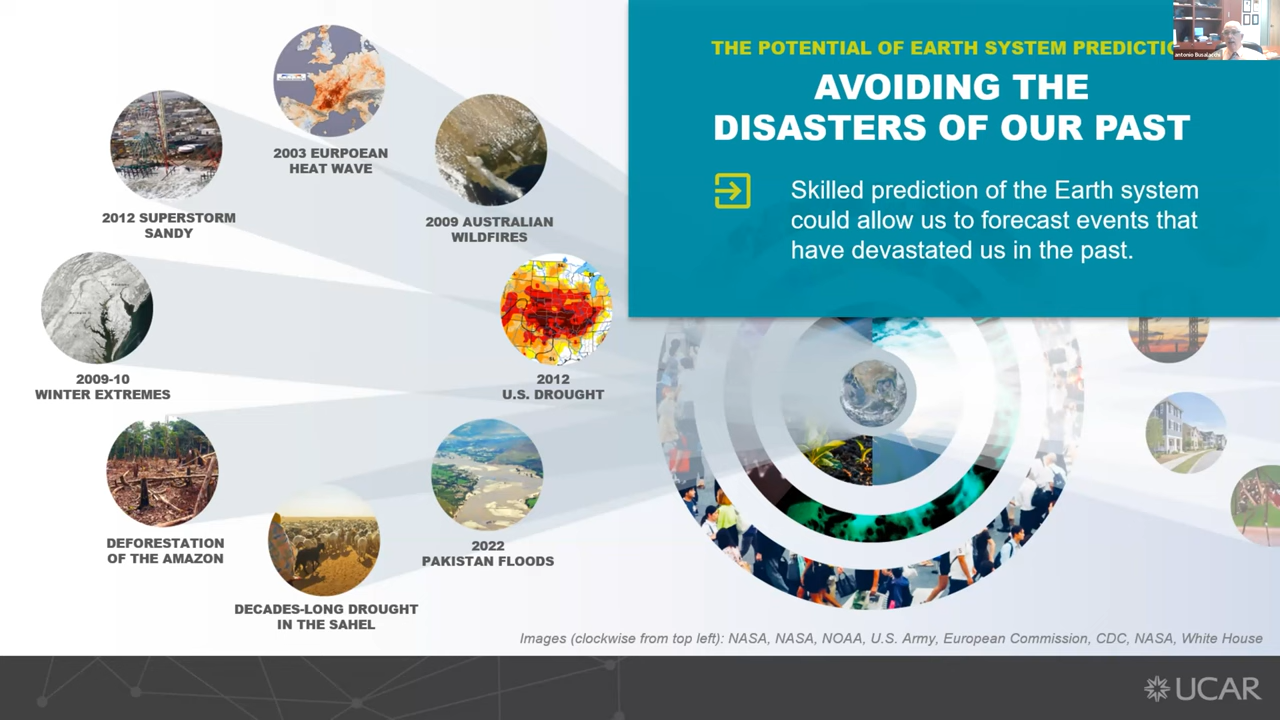 THE POTENTIAL OF EARTH SYSTEM PREDICTIO
AVOIDING THE
DISASTERS OF OUR PAST
Skilled prediction of the Earth system
could allow us to forecast events that
have devastated us in the past.
antonio Busalacchi
2003 EURPOEAN
HEAT WAVE
2012 SUPERSTORM
SANDY
2009 AUSTRALIAN
WILDFIRES
2009-10
WINTER EXTREMES
2012
U.S. DROUGHT
DEFORESTATION
OF THE AMAZON
2022
PAKISTAN FLOODS
DECADES-LONG DROUGHT
IN THE SAHEL
Images (clockwise from top left): NASA, NASA, NOAA, U.S. Army, European Commission, CDC, NASA, White House
UCAR